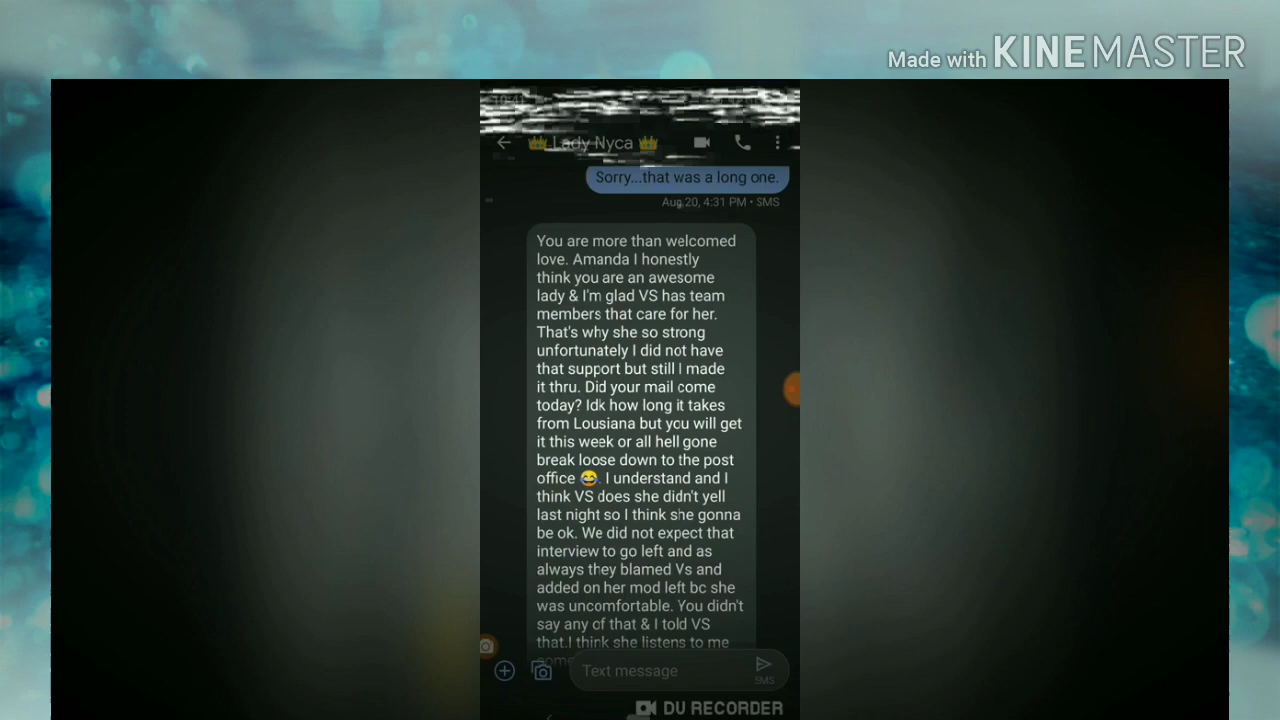 Made with KINEMASTER
👑 Lady Nyca 👑
Sorry...that was a long one.
Aug 20, 4:31 PM • SMS
You are more than welcomed
love. Amanda I honestly
think you are an awesome
lady & I'm glad VS has team
members that care for her.
That's why she so strong
unfortunately I did not have
that support but still I made
it thru. Did your mail come
today? Idk how long it takes
from Lousiana but you will get
it this week or all hell gone
break loose down to the post
office 😂. I understand and I
think VS does she didn't yell
last night so I think she gonna
be ok. We did not expect that
interview to go left and as
always they blamed Vs and
added on her mod left bc she
was uncomfortable. You didn't
say any of that & I told VS
that.I think she listens to me
Text message
SMS
DU RECORDER